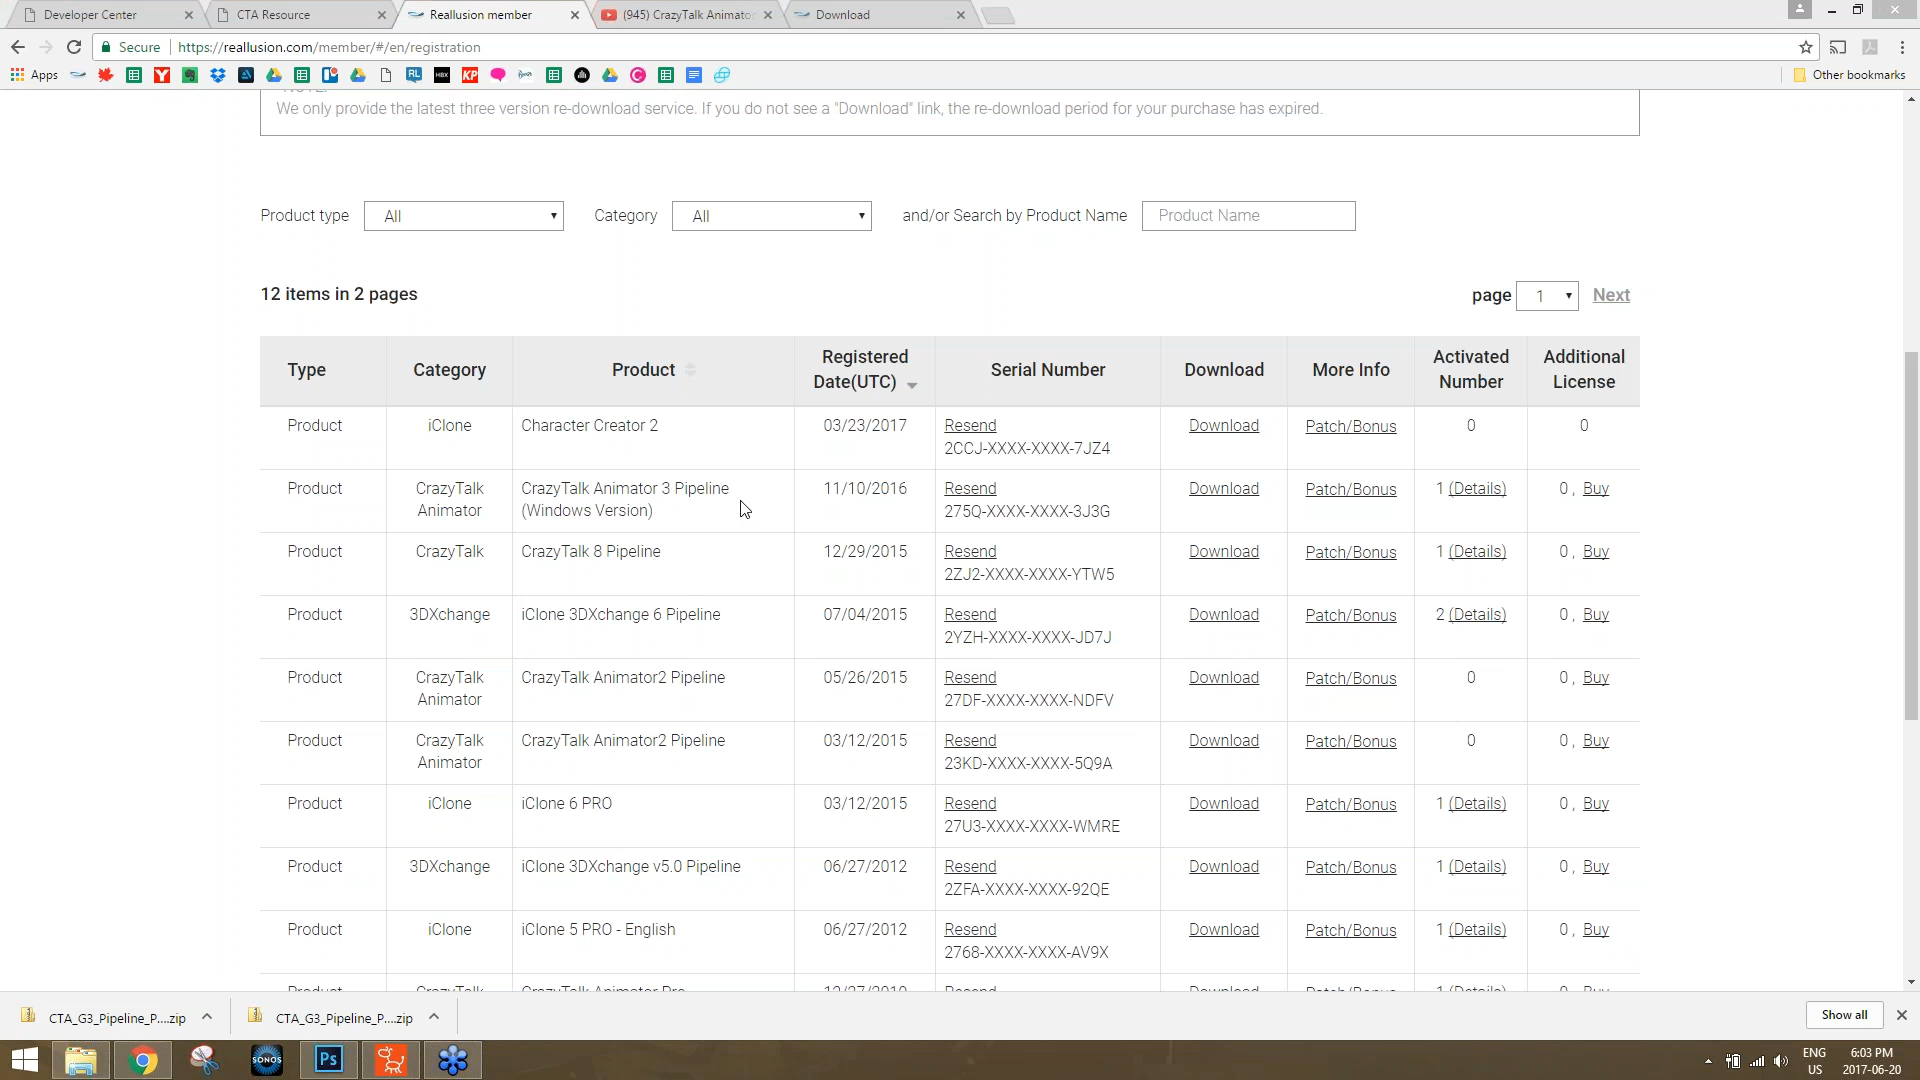 Developer Center
CTA Resource
Reallusion member
(945) CrazyTalk Animator
Download
Secure
https://reallusion.com/member/#/en/registration
Apps
Other bookmarks
We only provide the latest three version re-download service. If you do not see a "Download" link, the re-download period for your purchase has expired.
Product type All Category All and/or Search by Product Name Product Name
12 items in 2 pages
page 1 Next
Type Category Product Registered Date(UTC) Serial Number Download More Info Activated Number Additional License
Product iClone Character Creator 2 03/23/2017 Resend Download Patch/Bonus 0 0
2CCJ-XXXX-XXXX-7JZ4
Product CrazyTalk CrazyTalk Animator 3 Pipeline 11/10/2016 Resend Download Patch/Bonus 1 (Details) 0 , Buy
Animator (Windows Version) 275Q-XXXX-XXXX-3J3G
Product CrazyTalk CrazyTalk 8 Pipeline 12/29/2015 Resend Download Patch/Bonus 1 (Details) 0 , Buy
2ZJ2-XXXX-XXXX-YTW5
Product 3DXchange iClone 3DXchange 6 Pipeline 07/04/2015 Resend Download Patch/Bonus 2 (Details) 0 , Buy
2YZH-XXXX-XXXX-JD7J
Product CrazyTalk CrazyTalk Animator2 Pipeline 05/26/2015 Resend Download Patch/Bonus 0 0 , Buy
Animator 27DF-XXXX-XXXX-NDFV
Product CrazyTalk CrazyTalk Animator2 Pipeline 03/12/2015 Resend Download Patch/Bonus 0 0 , Buy
Animator 23KD-XXXX-XXXX-5Q9A
Product iClone iClone 6 PRO 03/12/2015 Resend Download Patch/Bonus 1 (Details) 0 , Buy
27U3-XXXX-XXXX-WMRE
Product 3DXchange iClone 3DXchange v5.0 Pipeline 06/27/2012 Resend Download Patch/Bonus 1 (Details) 0 , Buy
2ZFA-XXXX-XXXX-92QE
Product iClone iClone 5 PRO - English 06/27/2012 Resend Download Patch/Bonus 1 (Details) 0 , Buy
2768-XXXX-XXXX-AV9X
CTA_G3_Pipeline_P....zip
CTA_G3_Pipeline_P....zip
Show all
SONOS
Ps
ENG
US
6:03 PM
2017-06-20